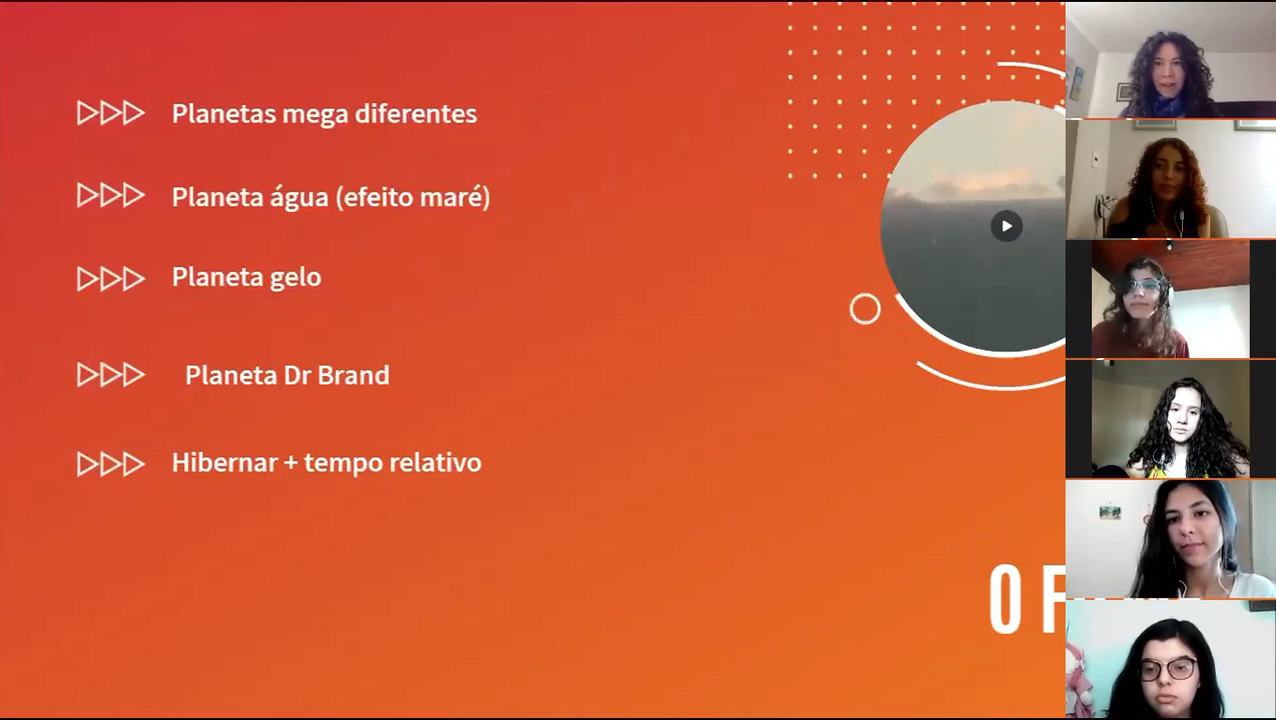 Planetas mega diferentes
Planeta água (efeito maré)
Planeta gelo
Planeta Dr Brand
Hibernar + tempo relativo